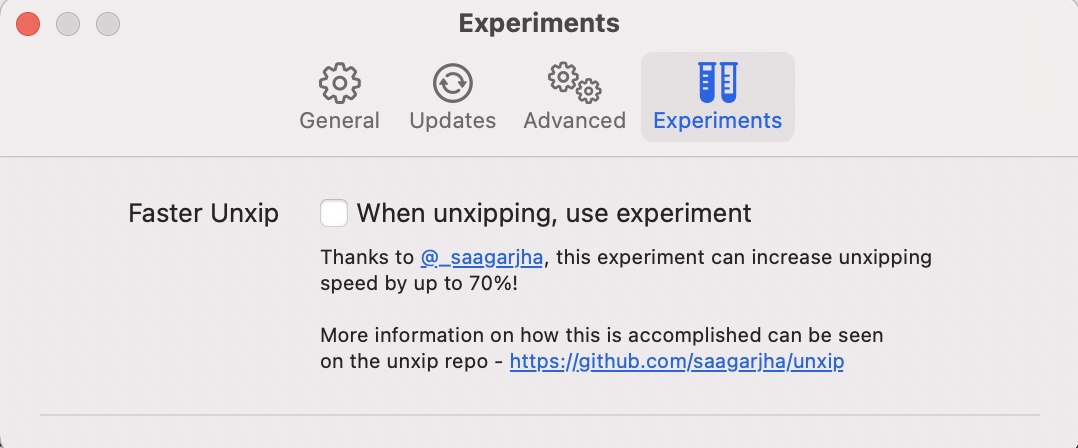 Experiments
General Updates Advanced Experiments
Faster Unxip When unxipping, use experiment
Thanks to @_saagarjha, this experiment can increase unxipping
speed by up to 70%!
More information on how this is accomplished can be seen
on the unxip repo - https://github.com/saagarjha/unxip